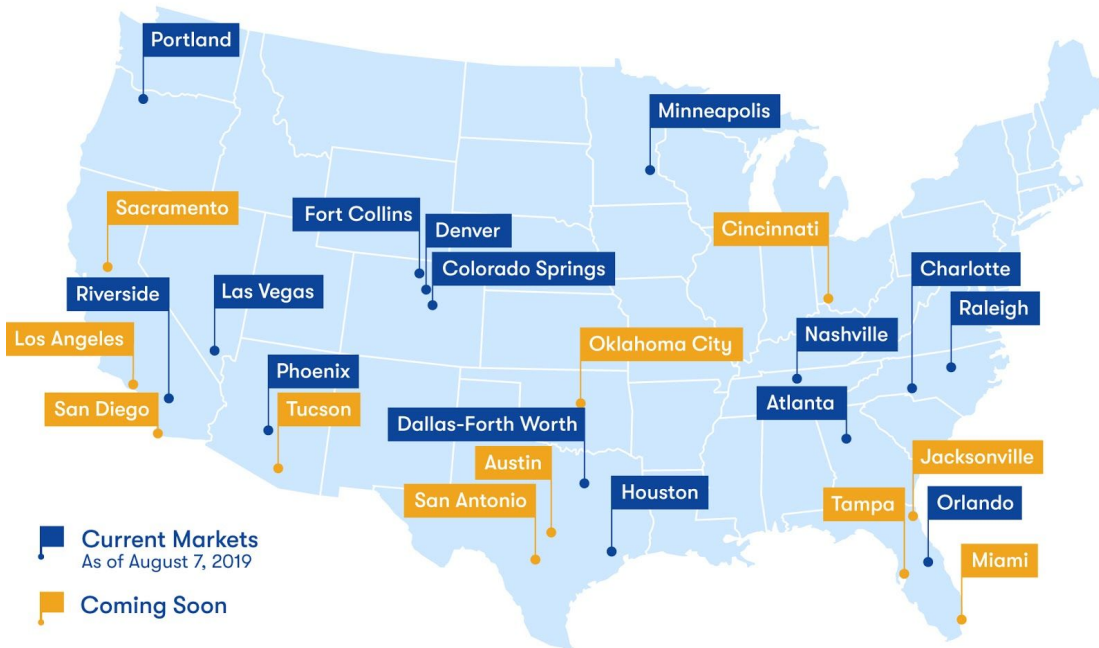 Portland
Minneapolis
Sacramento
Fort Collins
Cincinnati
Denver
Colorado Springs
Charlotte
Riverside
Las Vegas
Raleigh
Los Angeles
Oklahoma City
Nashville
Phoenix
San Diego
Tucson
Atlanta
Dallas-Forth Worth
Austin
Jacksonville
San Antonio
Houston
Tampa
Orlando
Miami
Current Markets
As of August 7, 2019
Coming Soon